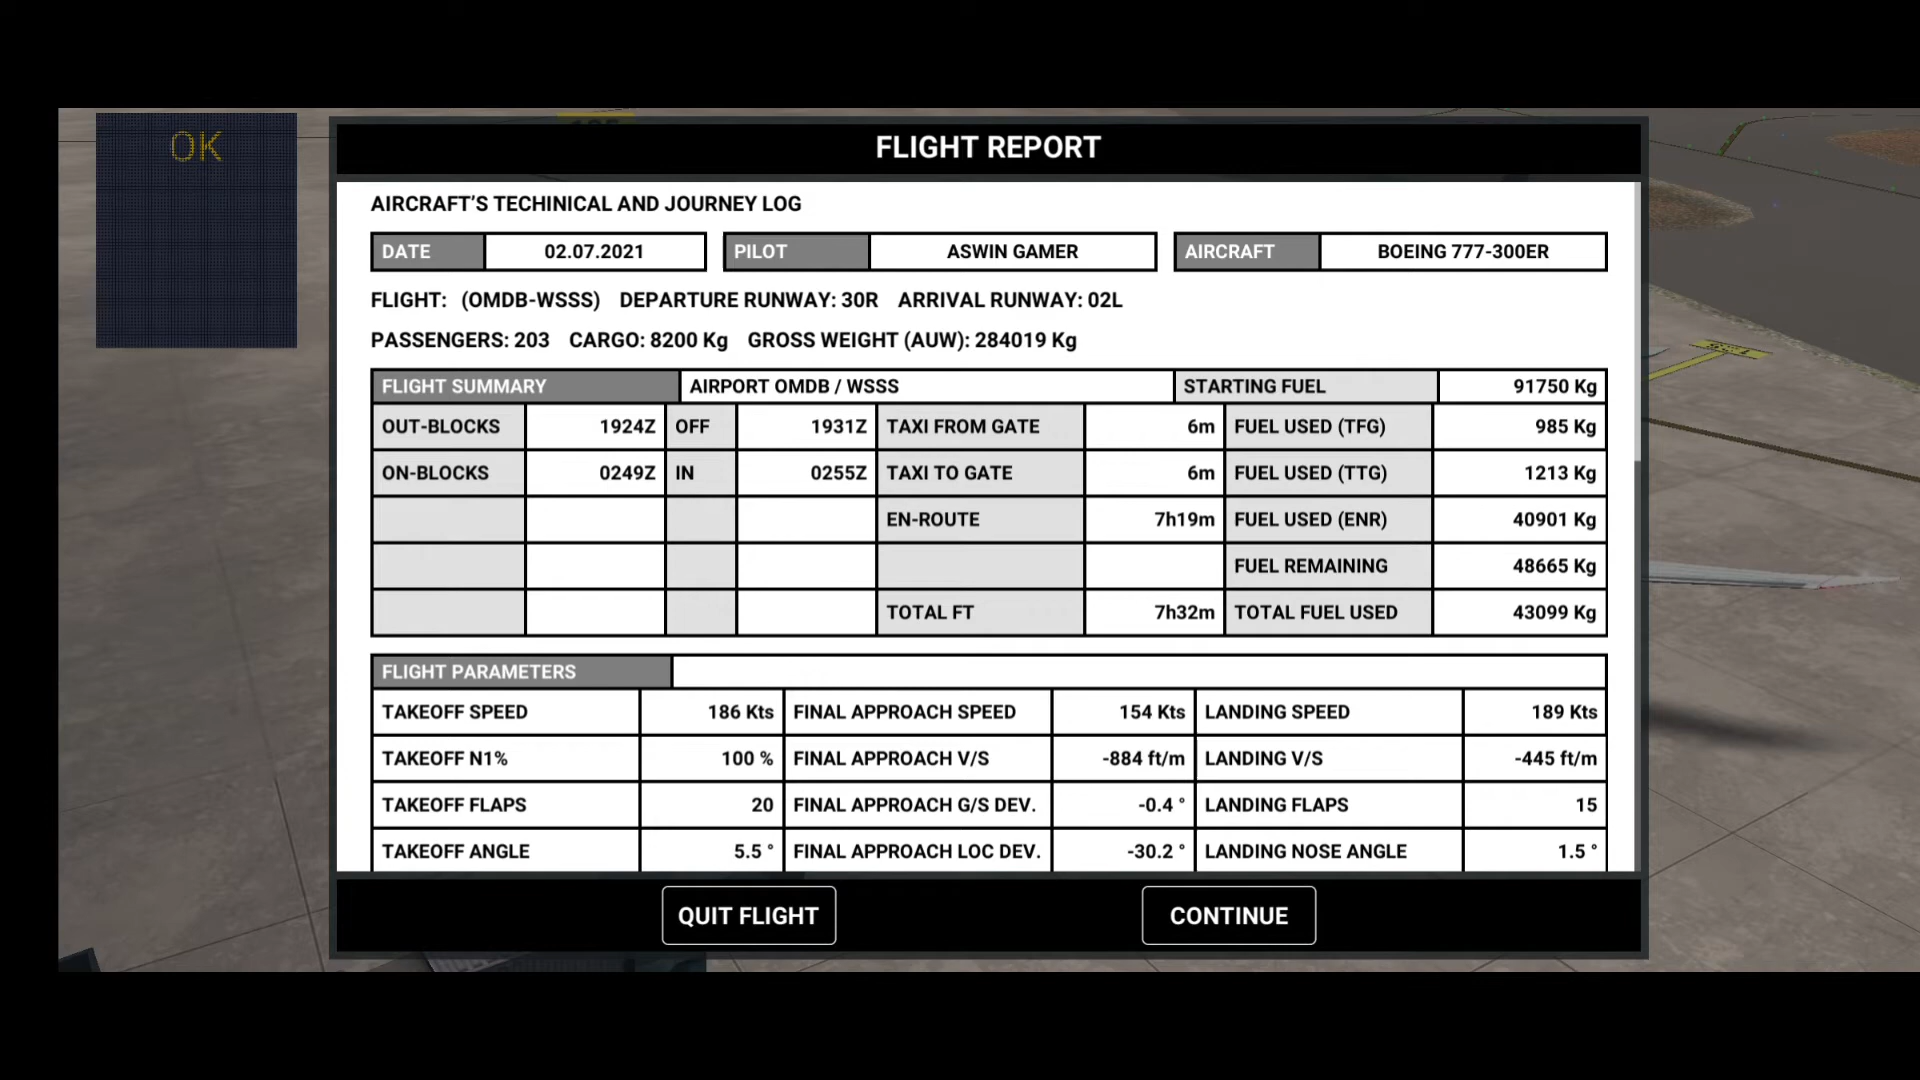 OK
FLIGHT REPORT
AIRCRAFT'S TECHINICAL AND JOURNEY LOG
DATE 02.07.2021 PILOT ASWIN GAMER AIRCRAFT BOEING 777-300ER
FLIGHT: (OMDB-WSSS) DEPARTURE RUNWAY: 30R ARRIVAL RUNWAY: 02L
PASSENGERS: 203 CARGO: 8200 Kg GROSS WEIGHT (AUW): 284019 Kg
FLIGHT SUMMARY AIRPORT OMDB / WSSS STARTING FUEL 91750 Kg
OUT-BLOCKS 1924Z OFF 1931Z TAXI FROM GATE 6m FUEL USED (TFG) 985 Kg
ON-BLOCKS 0249Z IN 0255Z TAXI TO GATE 6m FUEL USED (TTG) 1213 Kg
EN-ROUTE 7h19m FUEL USED (ENR) 40901 Kg
FUEL REMAINING 48665 Kg
TOTAL FT 7h32m TOTAL FUEL USED 43099 Kg
FLIGHT PARAMETERS
TAKEOFF SPEED 186 Kts FINAL APPROACH SPEED 154 Kts LANDING SPEED 189 Kts
TAKEOFF N1% 100 % FINAL APPROACH V/S -884 ft/m LANDING V/S -445 ft/m
TAKEOFF FLAPS 20 FINAL APPROACH G/S DEV. -0.4 ° LANDING FLAPS 15
TAKEOFF ANGLE 5.5 ° FINAL APPROACH LOC DEV. -30.2 ° LANDING NOSE ANGLE 1.5 °
QUIT FLIGHT CONTINUE